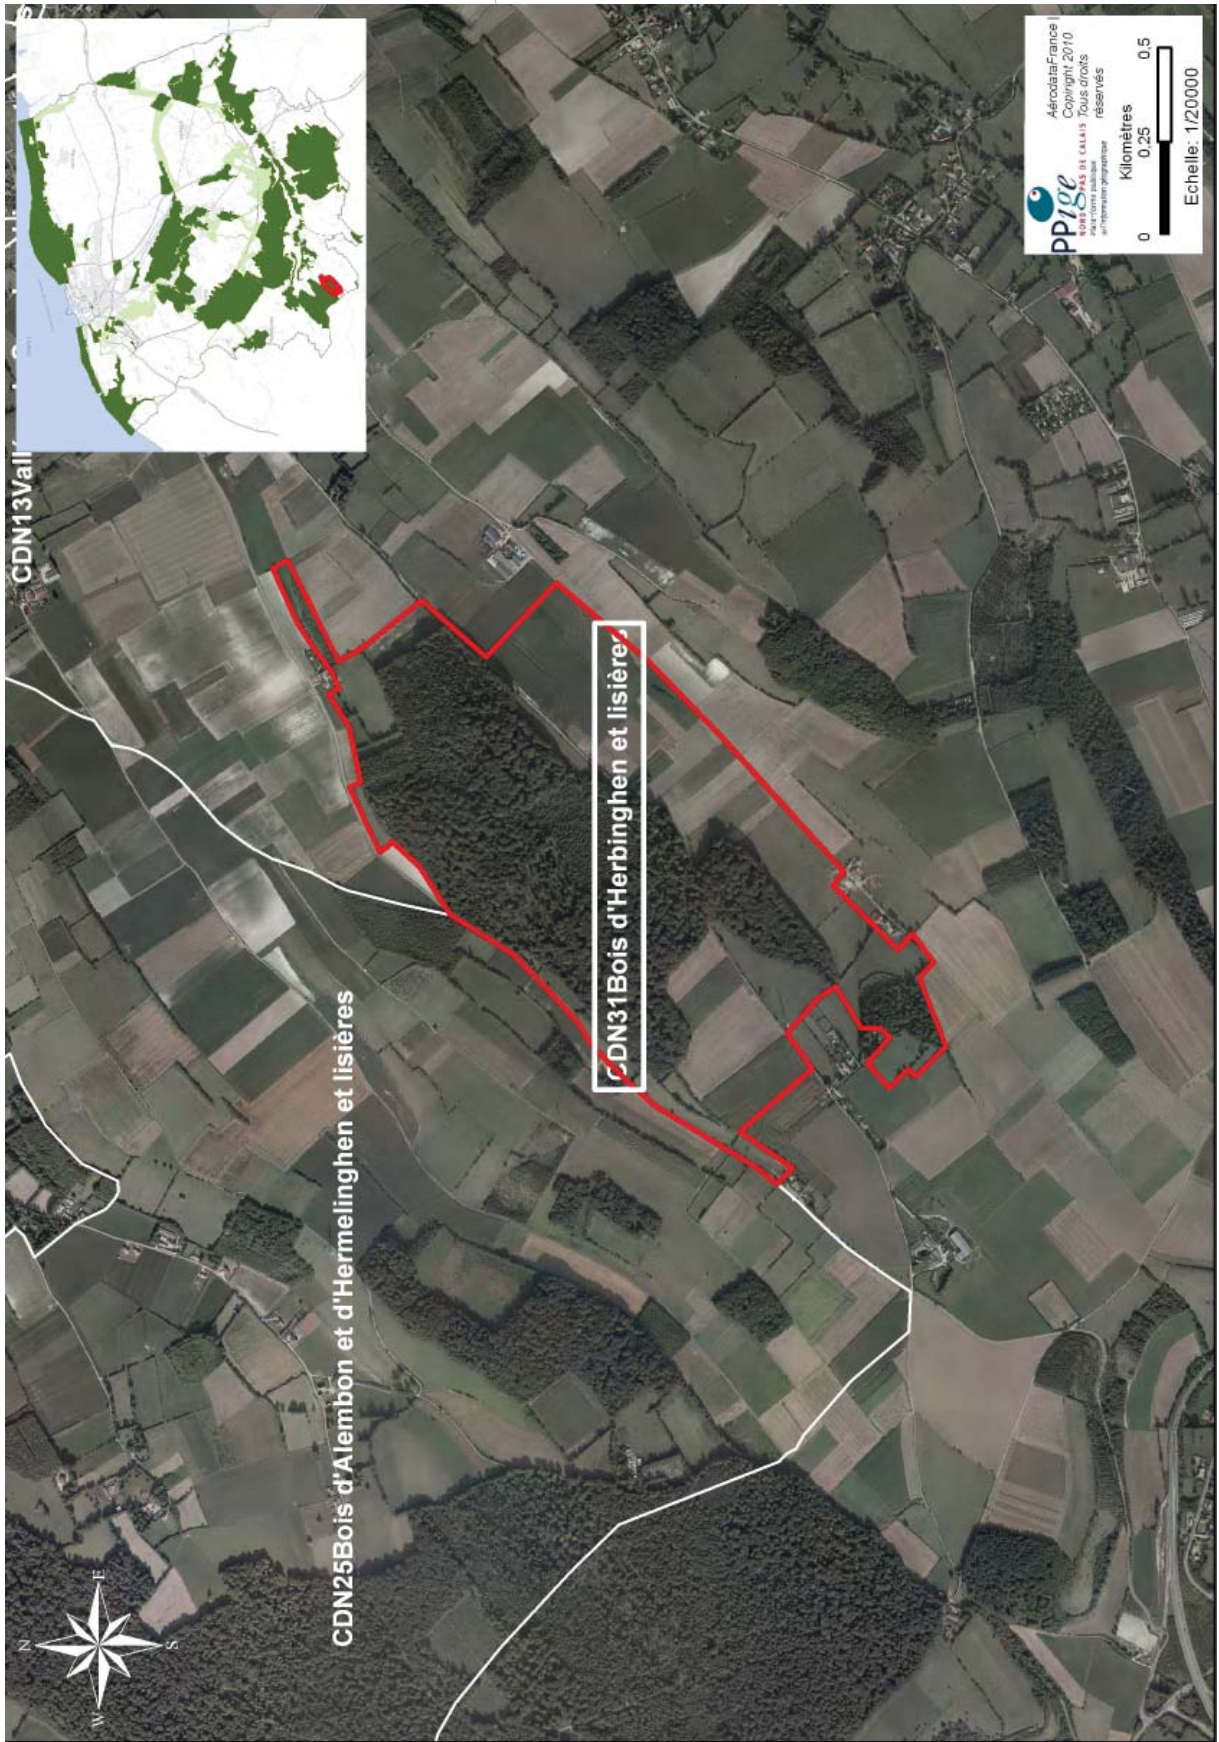 N
W
E
S
CDN25Bois d'Alembon et d'Hermelinghen et lisières
CDN31Bois d'Herbinghen et lisières
CDN13Vall
PPige
NORD PAS DE CALAIS
AérodataFrance |
Copyright 2010
Tous droits
réservés
Kilomètres
0 0,25 0,5
Echelle: 1/20000